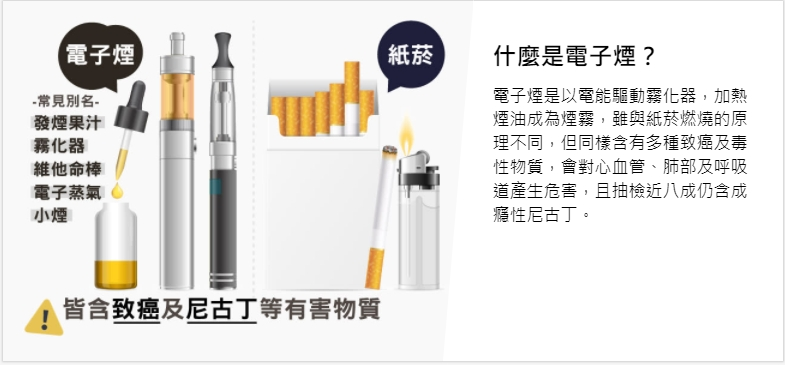 電子煙
-常見別名-
發煙果汁
霧化器
維他命棒
電子蒸氣
小煙
紙菸
皆含致癌及尼古丁等有害物質
什麼是電子煙？
電子煙是以電能驅動霧化器，加熱
煙油成為煙霧，雖與紙菸燃燒的原
理不同，但同樣含有多種致癌及毒
性物質，會對心血管、肺部及呼吸
道產生危害，且抽檢近八成仍含成
癮性尼古丁。